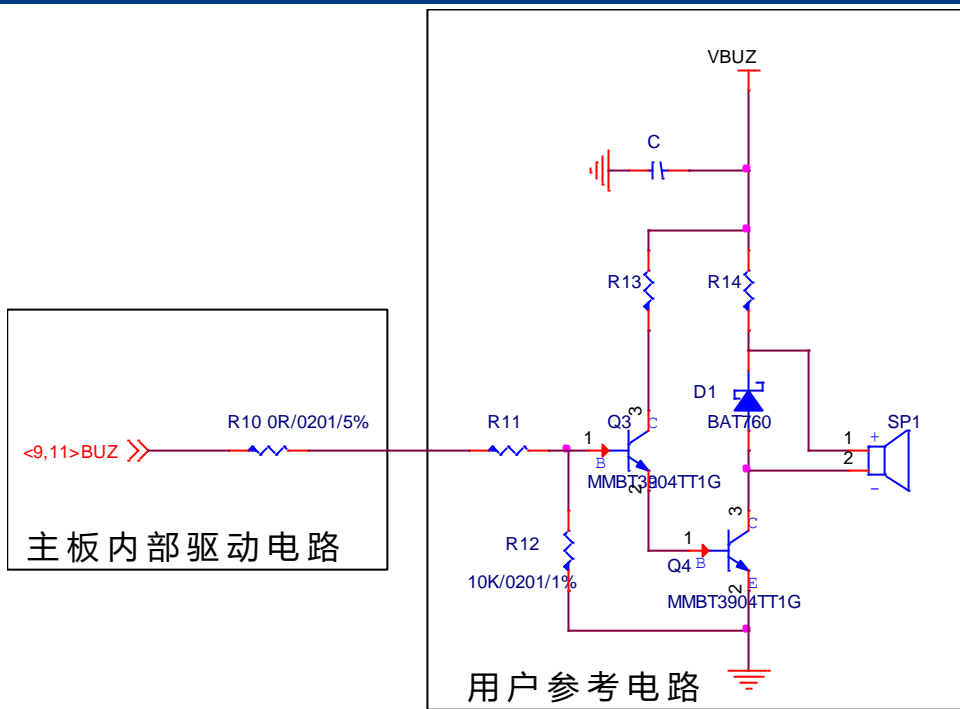 VBUZ
C
R13
R14
3
C
D1
BAT760
R10 0R/0201/5%
R11
Q3
SP1
<9,11>BUZ
1
B
1
+
2
-
MMBT3904TT1G
2
3
C
主板内部驱动电路
R12
10K/0201/1%
1
Q4
B
2
E
MMBT3904TT1G
用户参考电路